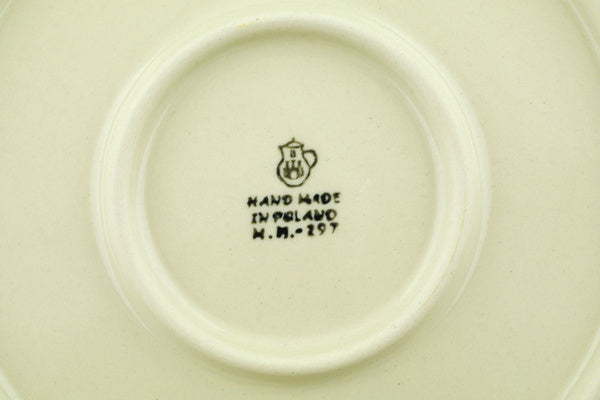 B
HAND MADE
IN POLAND
M.M.-297